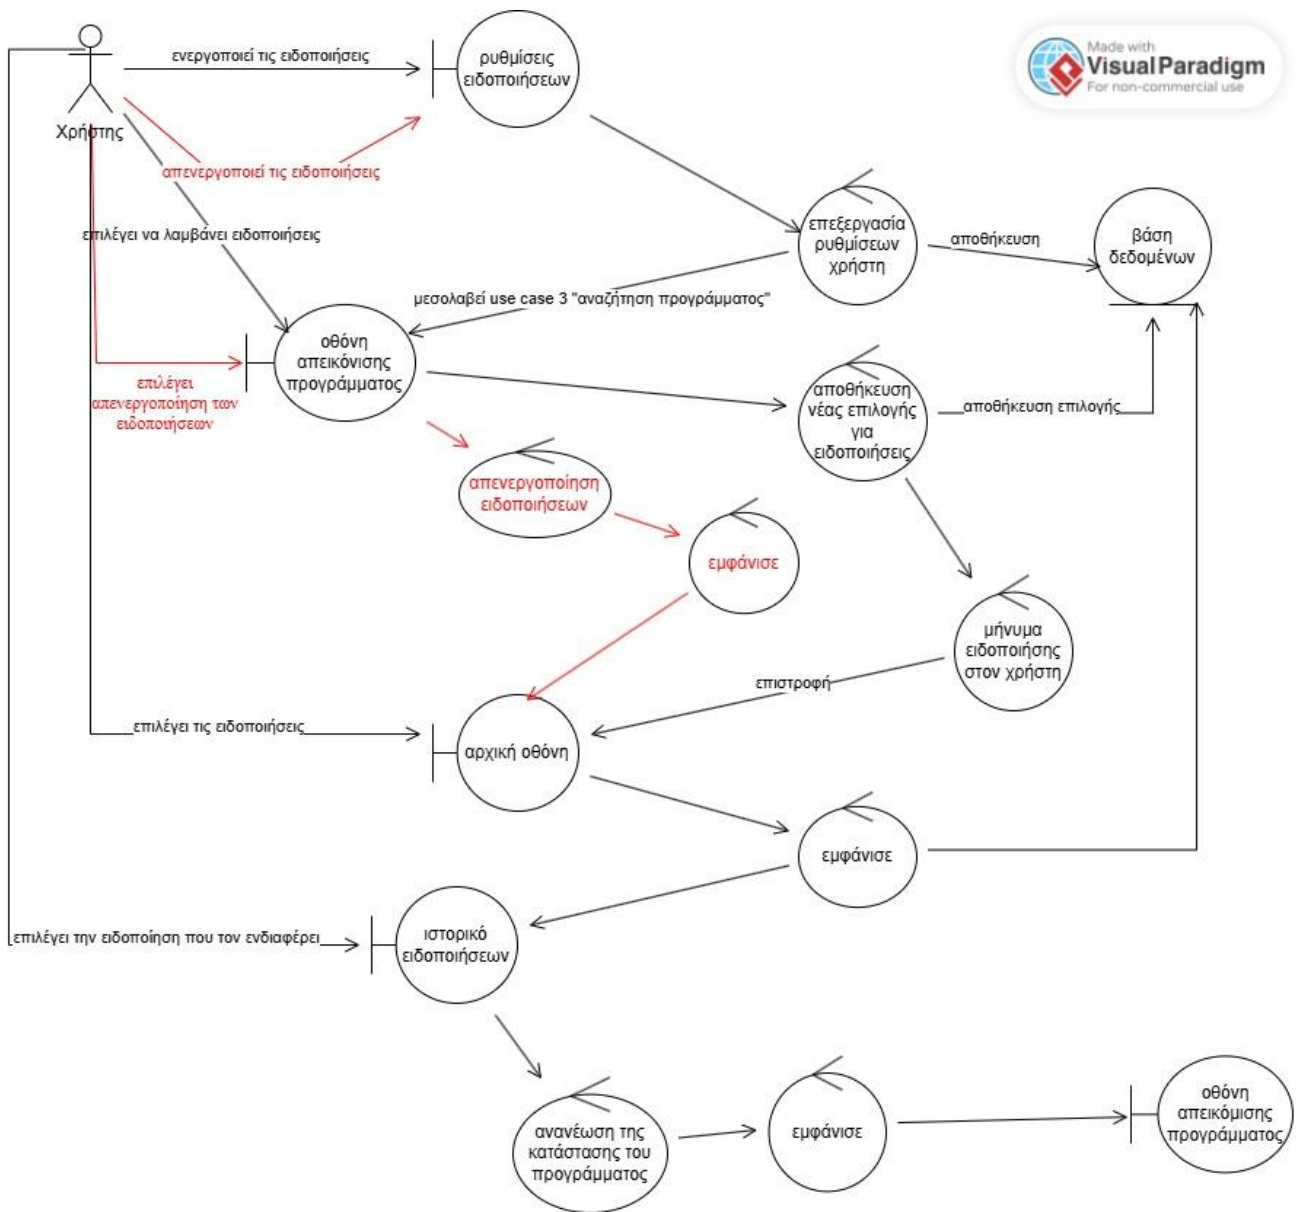 Made with
Visual Paradigm
For non-commercial use
ενεργοποιεί τις ειδοποιήσεις
ρυθμίσεις
ειδοποιήσεων
Χρήστης
απενεργοποιεί τις ειδοποιήσεις
επιλέγει να λαμβάνει ειδοποιήσεις
επεξεργασία
ρυθμίσεων
χρήστη
αποθήκευση
βάση
δεδομένων
μεσολαβεί use case 3 "αναζήτηση προγράμματος"
οθόνη
απεικόνισης
προγράμματος
επιλέγει
απενεργοποίηση των
ειδοποιήσεων
αποθήκευση
νέας επιλογής
για
ειδοποιήσεις
αποθήκευση επιλογής
απενεργοποίηση
ειδοποιήσεων
εμφάνισε
μήνυμα
ειδοποιήσης
στον χρήστη
επιστροφή
επιλέγει τις ειδοποιήσεις
αρχική οθόνη
εμφάνισε
επιλέγει την ειδοποίηση που τον ενδιαφέρει
ιστορικό
ειδοποιήσεων
ανανέωση της
κατάστασης του
προγράμματος
εμφάνισε
οθόνη
απεικόμισης
προγράμματος